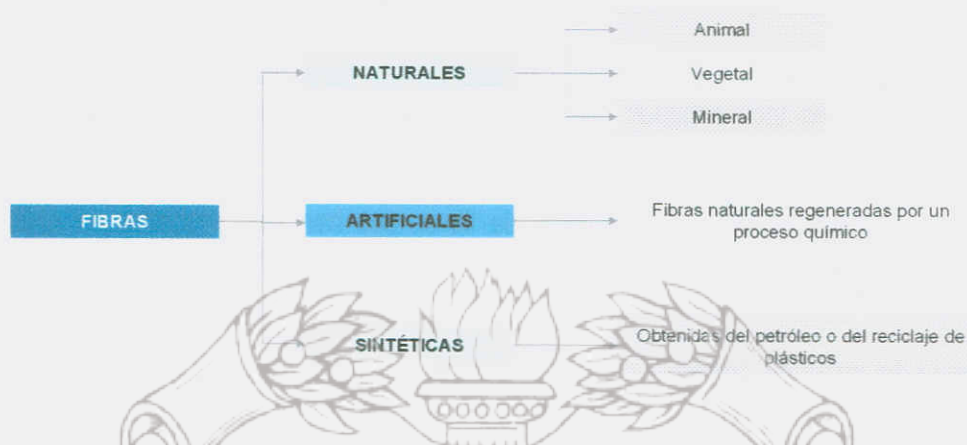 Animal
NATURALES
Vegetal
Mineral
FIBRAS
ARTIFICIALES
Fibras naturales regeneradas por un
proceso químico
SINTÉTICAS
Obtenidas del petróleo o del reciclaje de
plásticos